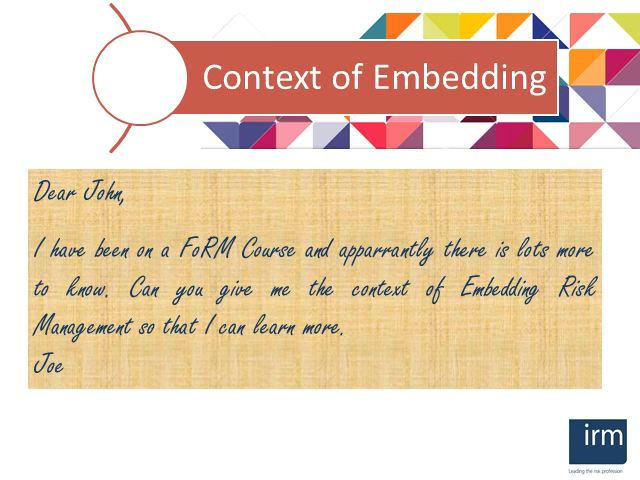 Context of Embedding
Dear John,
I have been on a FoRM Course and apparrantly there is lots more
to know. Can you give me the context of Embedding Risk
Management so that I can learn more.
Joe
irm
Leading the risk profession